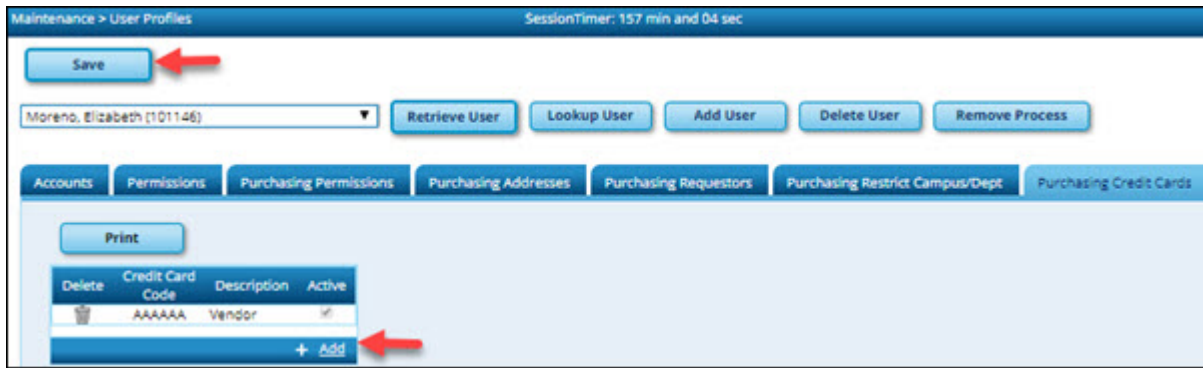 Maintenance > User Profiles SessionTimer: 157 min and 04 sec
Save
Moreno, Elizabeth (101146) Retrieve User Lookup User Add User Delete User Remove Process
Accounts Permissions Purchasing Permissions Purchasing Addresses Purchasing Requestors Purchasing Restrict Campus/Dept Purchasing Credit Cards
Print
Delete Credit Card Code Description Active
AAAAAA Vendor
+ Add